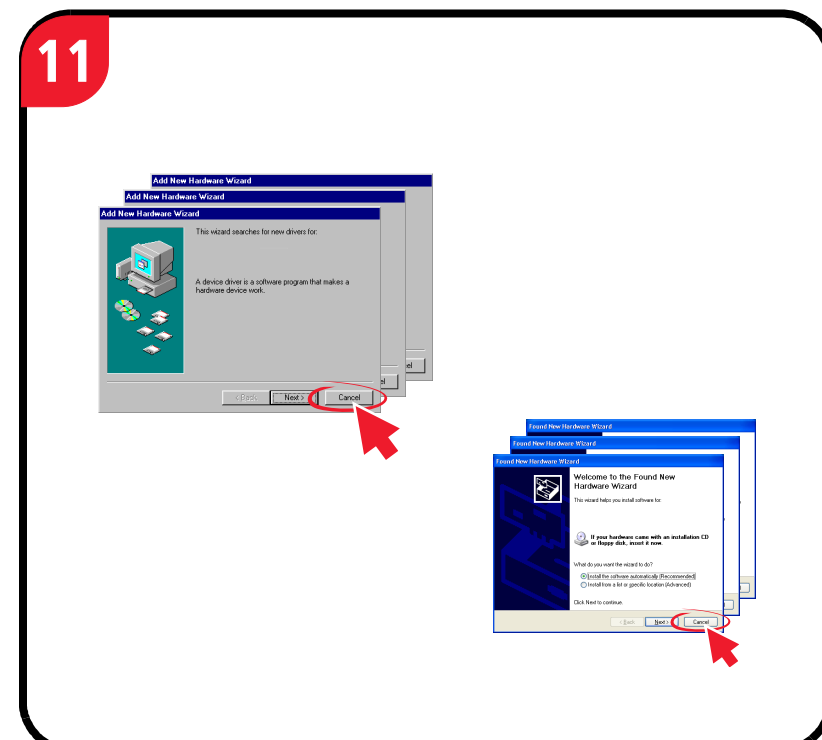 11
Add New Hardware Wizard
Add New Hardware Wizard
Add New Hardware Wizard
This wizard searches for new drivers for:
A device driver is a software program that makes a
hardware device work.
el
el
< Back
Next >
Cancel
Found New Hardware Wizard
Found New Hardware Wizard
Found New Hardware Wizard
Welcome to the Found New
Hardware Wizard
This wizard helps you install software for:
If your hardware came with an installation CD
or floppy disk, insert it now.
What do you want the wizard to do?
Install the software automatically (Recommended)
Install from a list or specific location (Advanced)
Click Next to continue.
< Back
Next >
Cancel